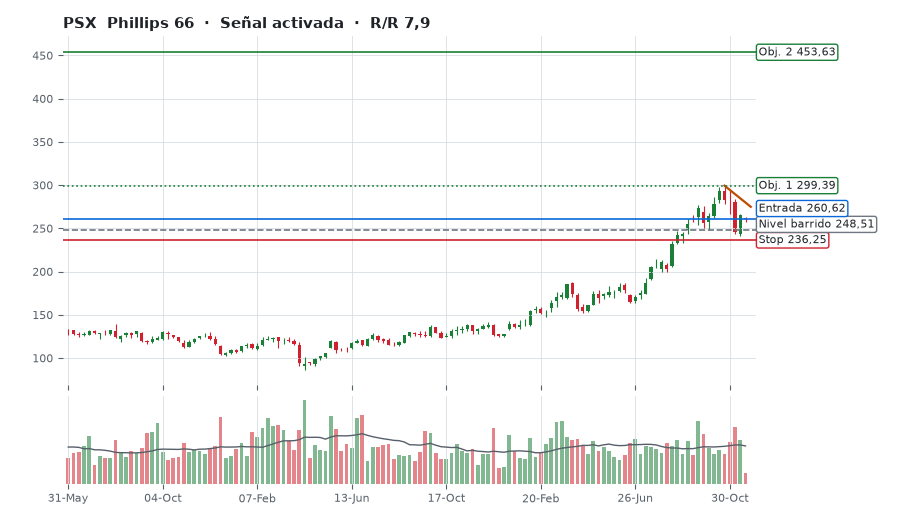 PSX Phillips 66 · Señal activada · R/R 7,9
450
400
350
300
250
200
150
100
Obj. 2 453,63
Obj. 1 299,39
Entrada 260,62
Nivel barrido 248,51
Stop 236,25
31-May
04-Oct
07-Feb
13-Jun
17-Oct
20-Feb
26-Jun
30-Oct